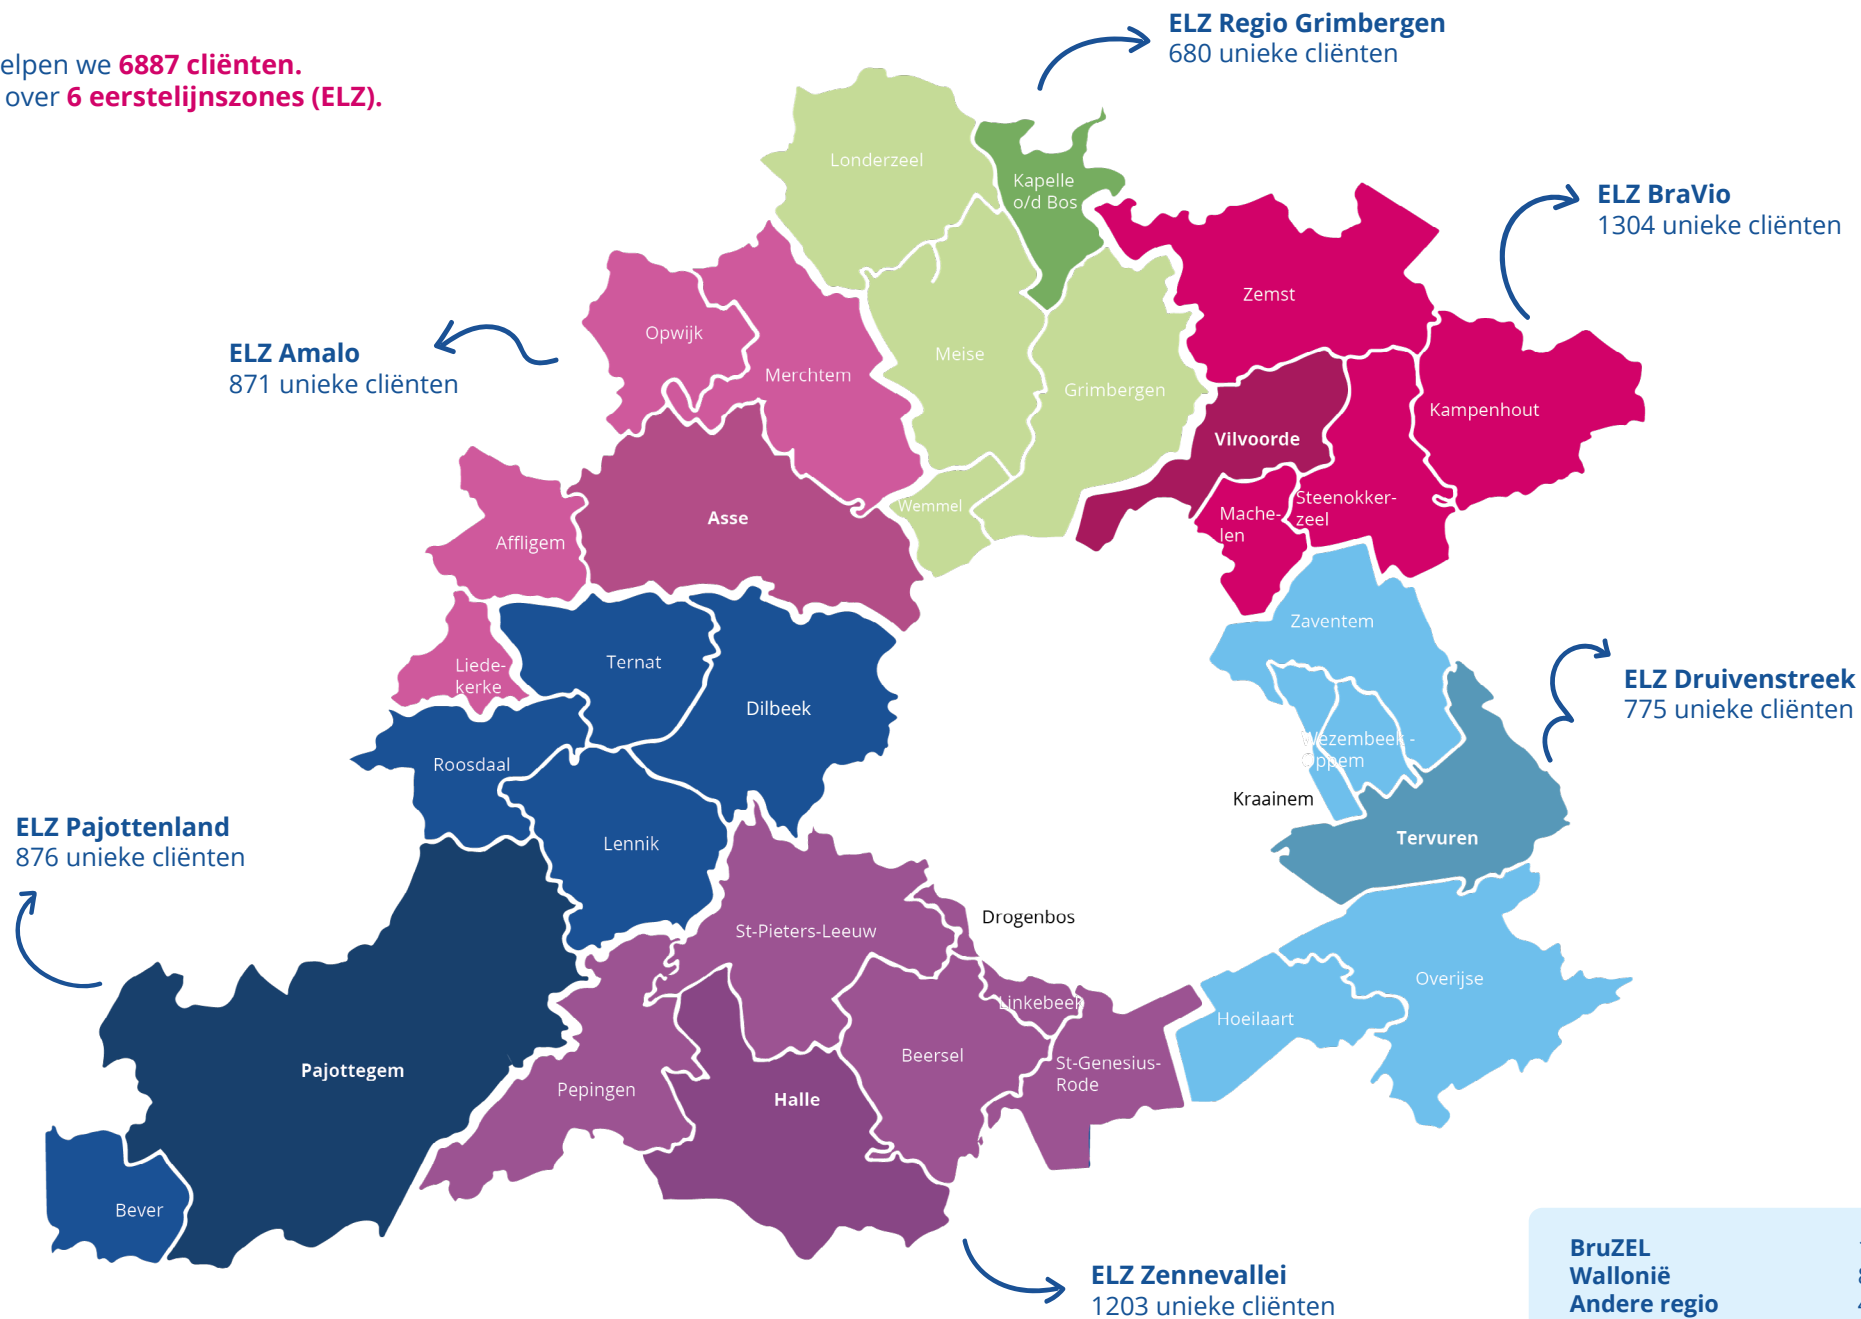 we 6887 cliënten.
over 6 eerstelijnszones (ELZ).
ELZ Regio Grimbergen
680 unieke cliënten
ELZ BraVio
1304 unieke cliënten
ELZ Amalo
871 unieke cliënten
ELZ Druivenstreek
775 unieke cliënten
ELZ Pajottenland
876 unieke cliënten
ELZ Zennevallei
1203 unieke cliënten
Londerzeel
Kapelle
o/d Bos
Zemst
Opwijk
Merchtem
Meise
Grimbergen
Kampenhout
Vilvoorde
Wemmel
Asse
Mache-
len
Steenokker-
zeel
Affligem
Zaventem
Liede-
kerke
Ternat
Dilbeek
Wezembeek -
Oppem
Kraainem
Roosdaal
Tervuren
Lennik
Drogenbos
St-Pieters-Leeuw
Overijse
Linkebeek
Hoeilaart
Beersel
St-Genesius-
Rode
Pajottegem
Pepingen
Halle
Bever
BruZEL
Wallonië
Andere regio